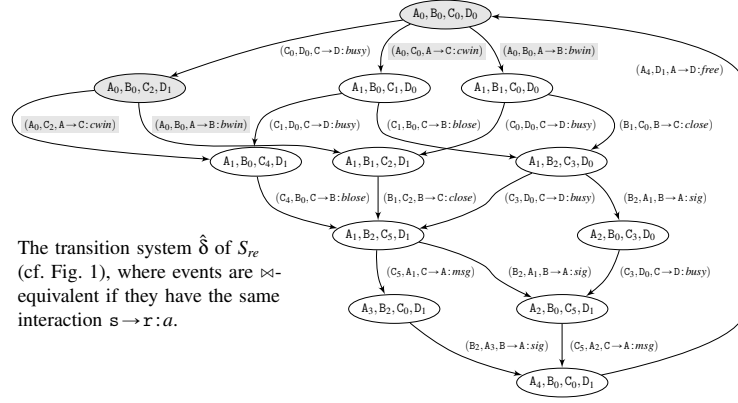 A₀,B₀,C₀,D₀
(C₀,D₀,C→D:busy)
(A₀,C₀,A→C:cwin)
(A₀,B₀,A→B:bwin)
(A₄,D₁,A→D:free)
A₀,B₀,C₂,D₁
A₁,B₀,C₁,D₀
A₁,B₁,C₀,D₀
(A₀,C₂,A→C:cwin)
(A₀,B₀,A→B:bwin)
(C₁,D₀,C→D:busy)
(C₁,B₀,C→B:blose)
(C₀,D₀,C→D:busy)
(B₁,C₀,B→C:close)
A₁,B₀,C₄,D₁
A₁,B₁,C₂,D₁
A₁,B₂,C₃,D₀
(C₄,B₀,C→B:blose)
(B₁,C₂,B→C:close)
(C₃,D₀,C→D:busy)
(B₂,A₁,B→A:sig)
A₁,B₂,C₅,D₁
A₂,B₀,C₃,D₀
(C₅,A₁,C→A:msg)
(B₂,A₁,B→A:sig)
(C₃,D₀,C→D:busy)
A₃,B₂,C₀,D₁
A₂,B₀,C₅,D₁
(B₂,A₃,B→A:sig)
(C₅,A₂,C→A:msg)
A₄,B₀,C₀,D₁
The transition system δ̂ of S_re
(cf. Fig. 1), where events are ⋈-
equivalent if they have the same
interaction s→r:a.